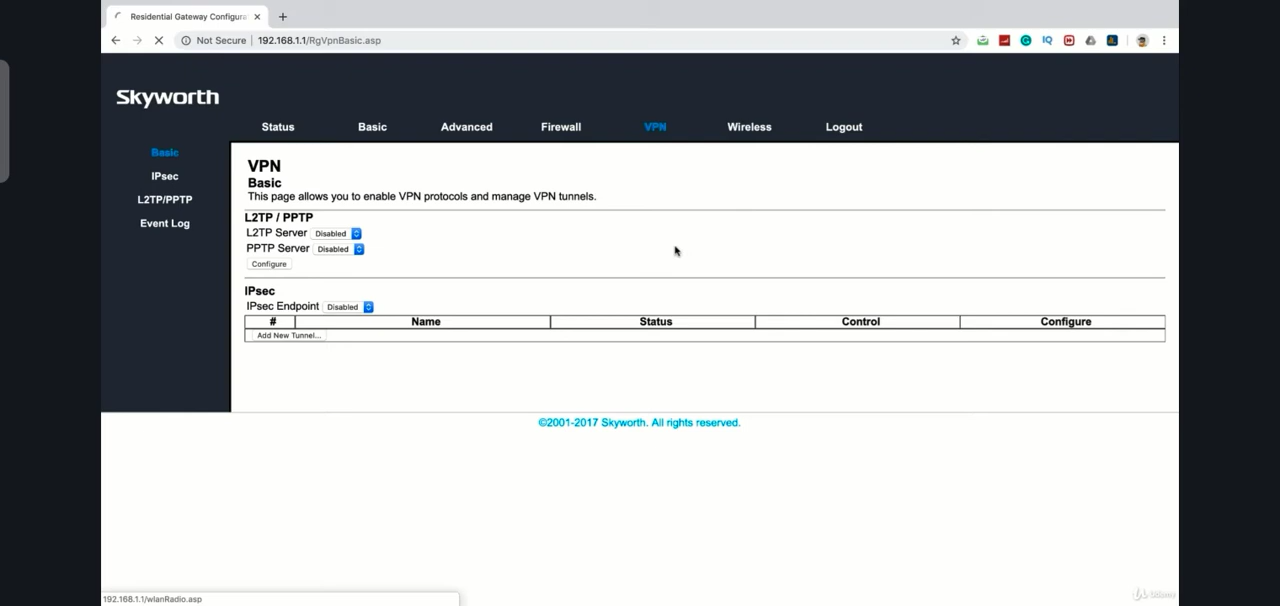 Residential Gateway Configura
Not Secure | 192.168.1.1/RgVpnBasic.asp
IQ
Skyworth
Status Basic Advanced Firewall VPN Wireless Logout
Basic
IPsec
L2TP/PPTP
Event Log
VPN
Basic
This page allows you to enable VPN protocols and manage VPN tunnels.
L2TP / PPTP
L2TP Server Disabled
PPTP Server Disabled
Configure
IPsec
IPsec Endpoint Disabled
# Name Status Control Configure
Add New Tunnel...
©2001-2017 Skyworth. All rights reserved.
192.168.1.1/wlanRadio.asp
Udemy